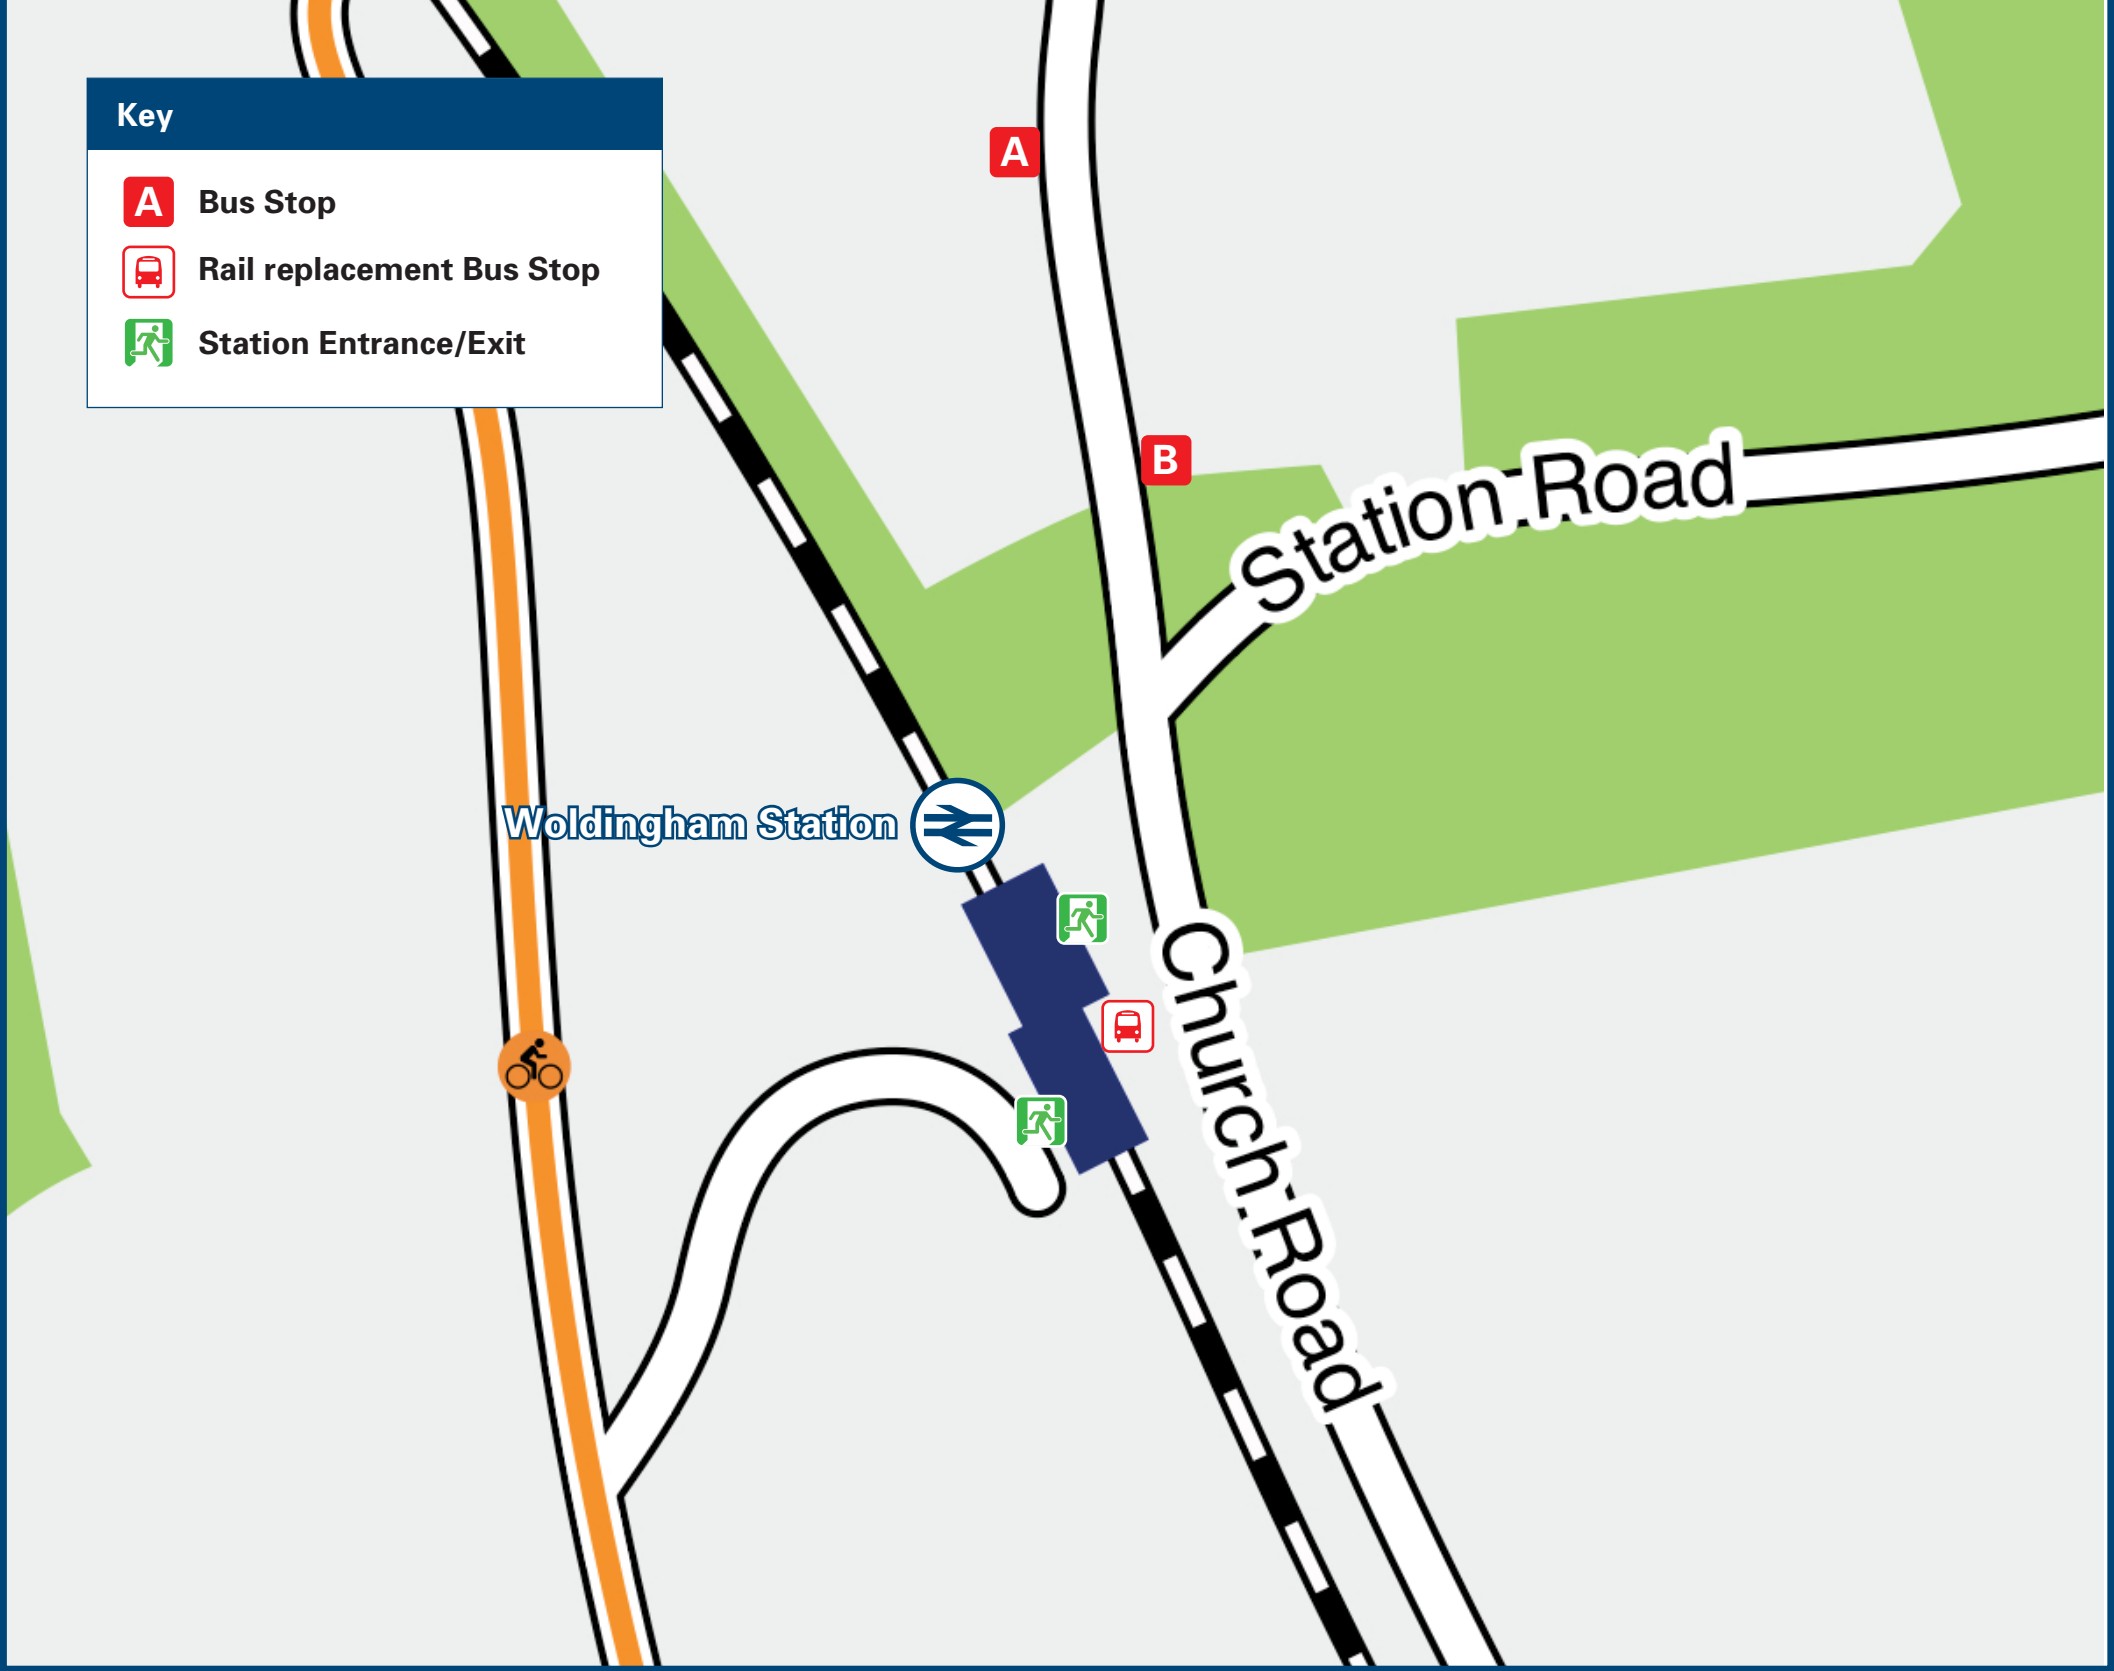 Key
A Bus Stop
Rail replacement Bus Stop
Station Entrance/Exit
A
B
Station Road
Woldingham Station
Church Road